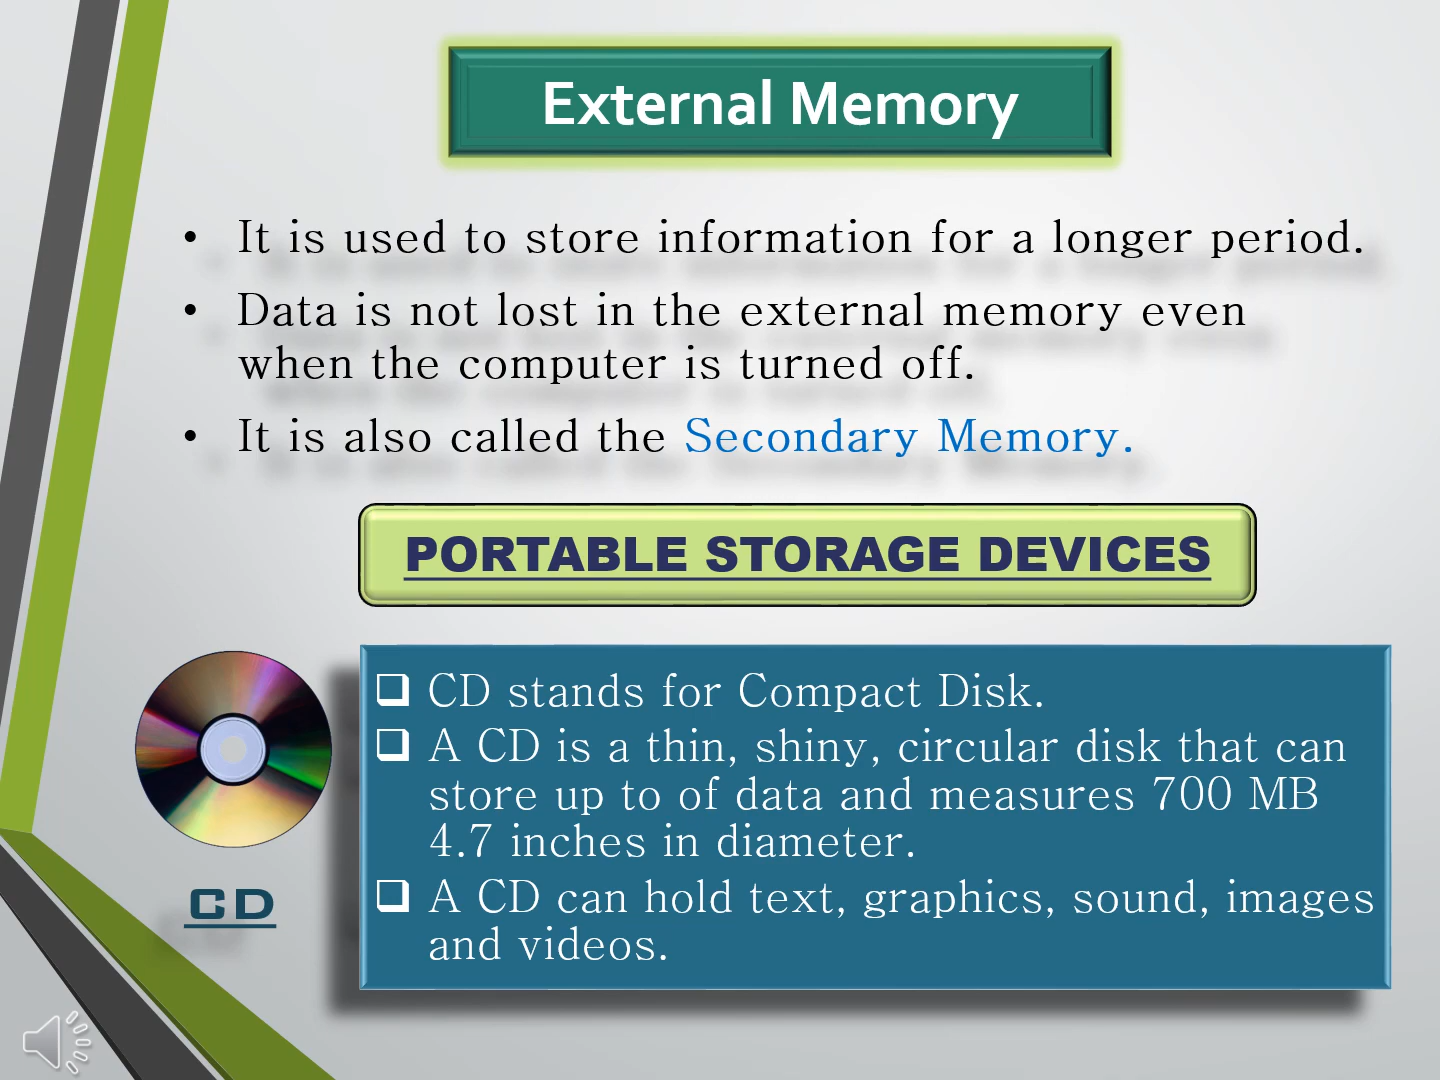 External Memory
• It is used to store information for a longer period.
• Data is not lost in the external memory even
when the computer is turned off.
• It is also called the Secondary Memory.
PORTABLE STORAGE DEVICES
❑ CD stands for Compact Disk.
❑ A CD is a thin, shiny, circular disk that can
store up to of data and measures 700 MB
4.7 inches in diameter.
❑ A CD can hold text, graphics, sound, images
and videos.
CD